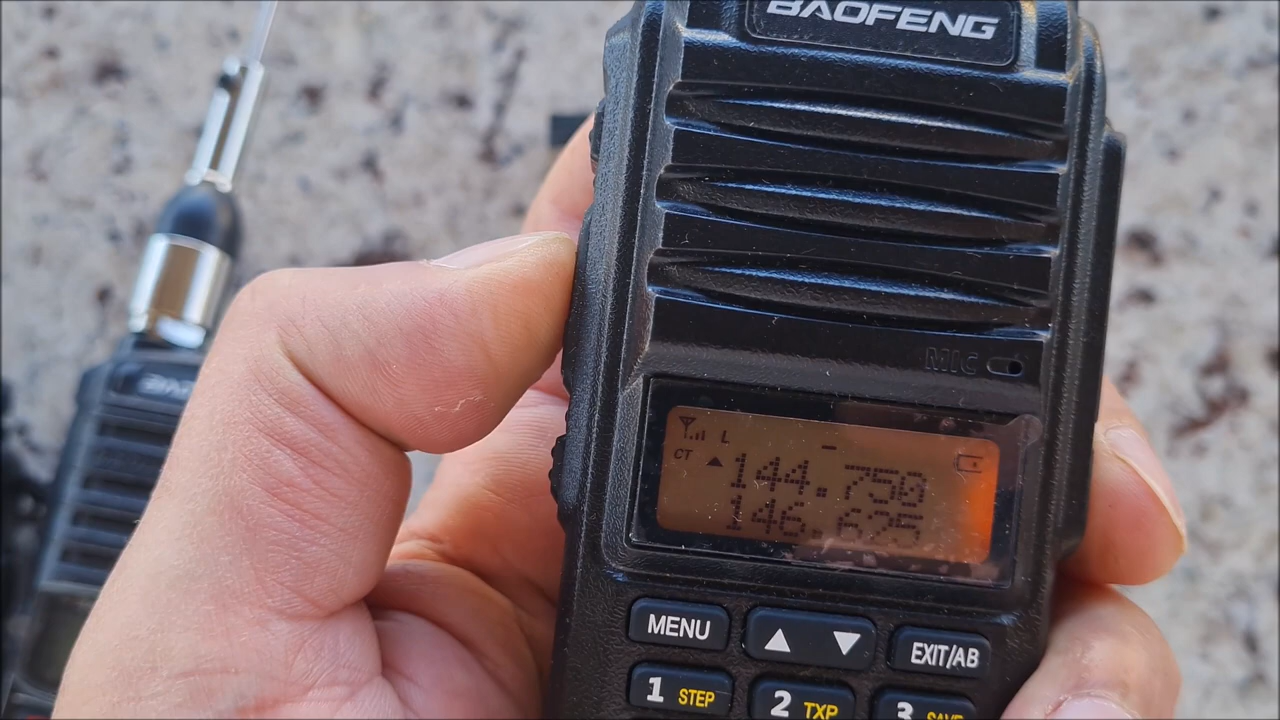 BAOFENG
MIC
L
CT 144.750
146.625
MENU
EXIT/AB
1 STEP
2 TXP
3 SAVE